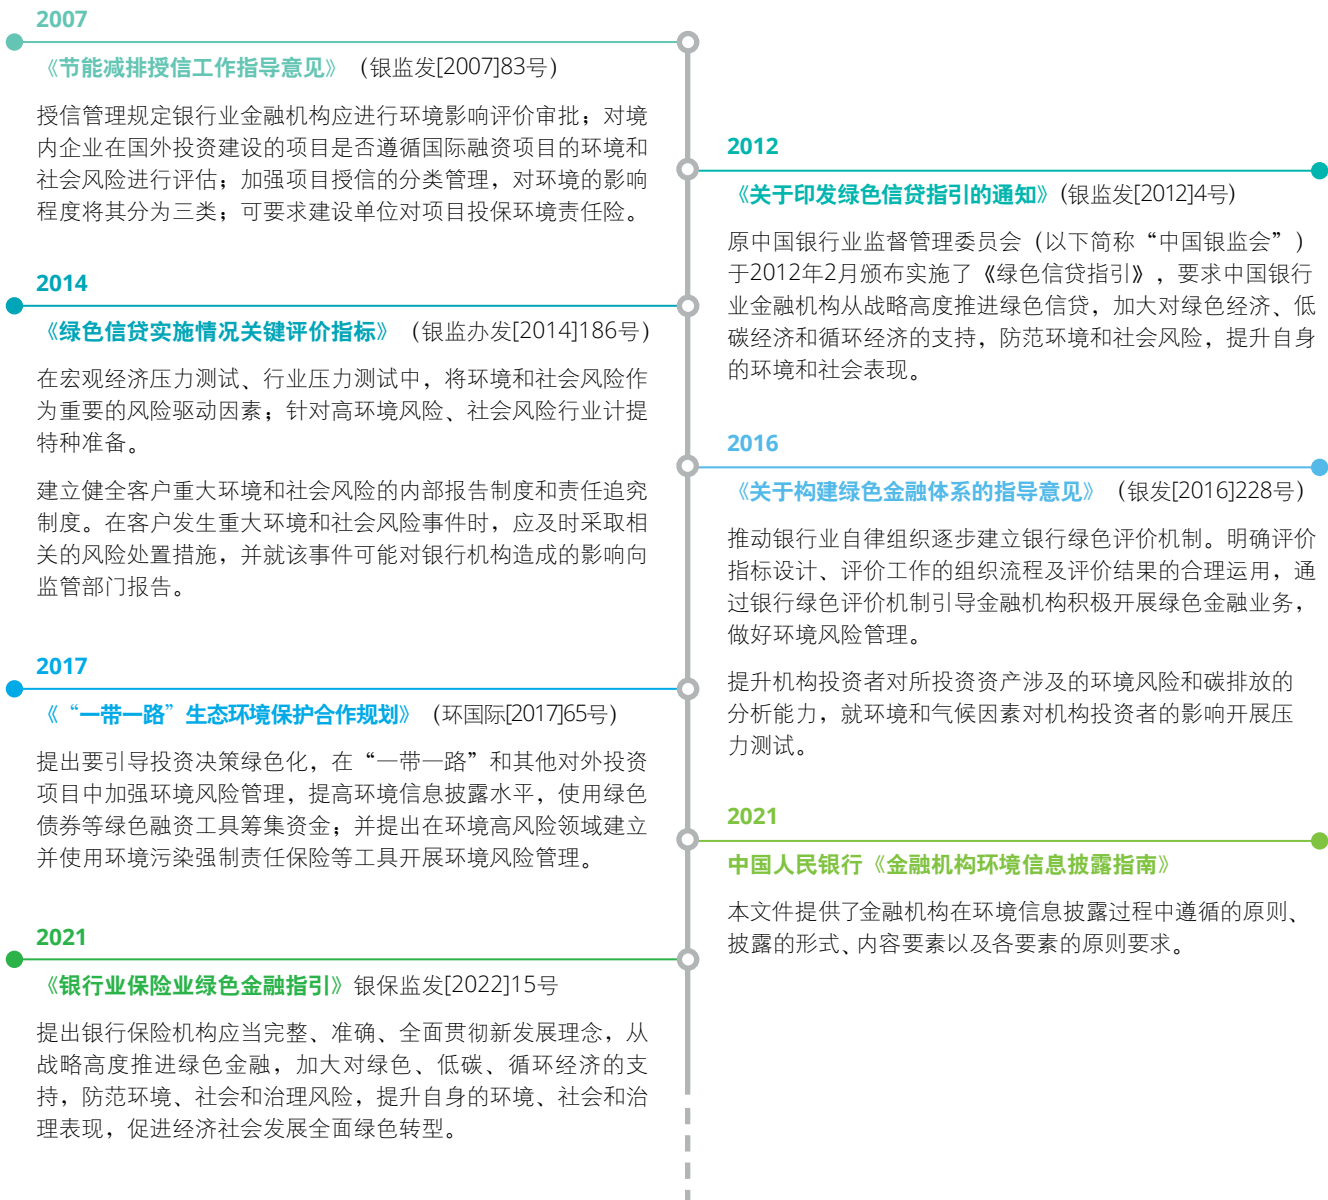 2007
《节能减排授信工作指导意见》（银监发[2007]83号）
授信管理规定银行业金融机构应进行环境影响评价审批；对境
内企业在国外投资建设的项目是否遵循国际融资项目的环境和
社会风险进行评估；加强项目授信的分类管理，对环境的影响
程度将其分为三类；可要求建设单位对项目投保环境责任险。
2012
《关于印发绿色信贷指引的通知》(银监发[2012]4号)
原中国银行业监督管理委员会（以下简称“中国银监会”）
于2012年2月颁布实施了《绿色信贷指引》，要求中国银行
业金融机构从战略高度推进绿色信贷，加大对绿色经济、低
碳经济和循环经济的支持，防范环境和社会风险，提升自身
的环境和社会表现。
2014
《绿色信贷实施情况关键评价指标》（银监办发[2014]186号）
在宏观经济压力测试、行业压力测试中，将环境和社会风险作
为重要的风险驱动因素；针对高环境风险、社会风险行业计提
特种准备。
建立健全客户重大环境和社会风险的内部报告制度和责任追究
制度。在客户发生重大环境和社会风险事件时，应及时采取相
关的风险处置措施，并就该事件可能对银行机构造成的影响向
监管部门报告。
2016
《关于构建绿色金融体系的指导意见》（银发[2016]228号）
推动银行业自律组织逐步建立银行绿色评价机制。明确评价
指标设计、评价工作的组织流程及评价结果的合理运用，通
过银行绿色评价机制引导金融机构积极开展绿色金融业务，
做好环境风险管理。
提升机构投资者对所投资资产涉及的环境风险和碳排放的
分析能力，就环境和气候因素对机构投资者的影响开展压
力测试。
2017
《“一带一路”生态环境保护合作规划》（环国际[2017]65号）
提出要引导投资决策绿色化，在“一带一路”和其他对外投资
项目中加强环境风险管理，提高环境信息披露水平，使用绿色
债券等绿色融资工具筹集资金；并提出在环境高风险领域建立
并使用环境污染强制责任保险等工具开展环境风险管理。
2021
中国人民银行《金融机构环境信息披露指南》
本文件提供了金融机构在环境信息披露过程中遵循的原则、
披露的形式、内容要素以及各要素的原则要求。
2021
《银行业保险业绿色金融指引》银保监发[2022]15号
提出银行保险机构应当完整、准确、全面贯彻新发展理念，从
战略高度推进绿色金融，加大对绿色、低碳、循环经济的支
持，防范环境、社会和治理风险，提升自身的环境、社会和治
理表现，促进经济社会发展全面绿色转型。